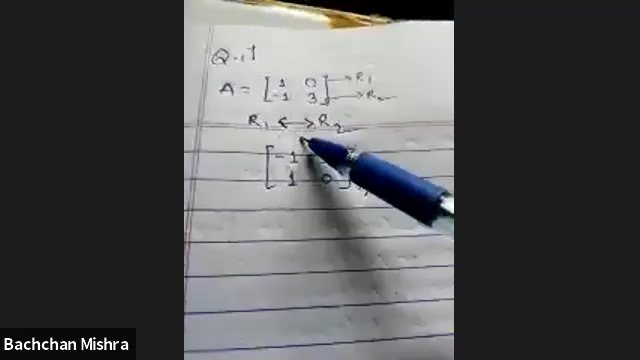 Q.1
A = [ 1 0 → R1
-1 3 ] → R2
R1 ↔ R2
[ -1
1 0 ]
Bachchan Mishra